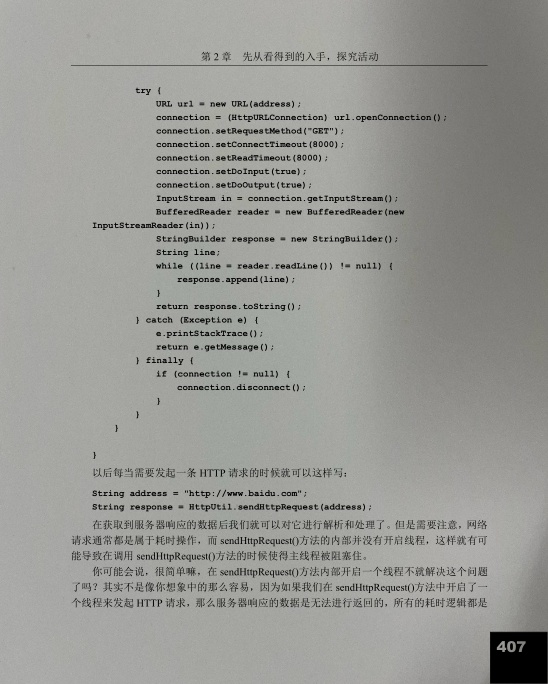 第 2 章　先从看得到的入手，探究活动
try {
URL url = new URL(address);
connection = (HttpURLConnection) url.openConnection();
connection.setRequestMethod("GET");
connection.setConnectTimeout(8000);
connection.setReadTimeout(8000);
connection.setDoInput(true);
connection.setDoOutput(true);
InputStream in = connection.getInputStream();
BufferedReader reader = new BufferedReader(new
InputStreamReader(in));
StringBuilder response = new StringBuilder();
String line;
while ((line = reader.readLine()) != null) {
response.append(line);
}
return response.toString();
} catch (Exception e) {
e.printStackTrace();
return e.getMessage();
} finally {
if (connection != null) {
connection.disconnect();
}
}
}
}
以后每当需要发起一条 HTTP 请求的时候就可以这样写：
String address = "http://www.baidu.com";
String response = HttpUtil.sendHttpRequest(address);
在获取到服务器响应的数据后我们就可以对它进行解析和处理了。但是需要注意，网络
请求通常都是属于耗时操作，而 sendHttpRequest()方法的内部并没有开启线程，这样就有可
能导致在调用 sendHttpRequest()方法的时候使得主线程被阻塞住。
你可能会说，很简单嘛，在 sendHttpRequest()方法内部开启一个线程不就解决这个问题
了吗？其实不是像你想象中的那么容易，因为如果我们在 sendHttpRequest()方法中开启了一
个线程来发起 HTTP 请求，那么服务器响应的数据是无法进行返回的，所有的耗时逻辑都是
407